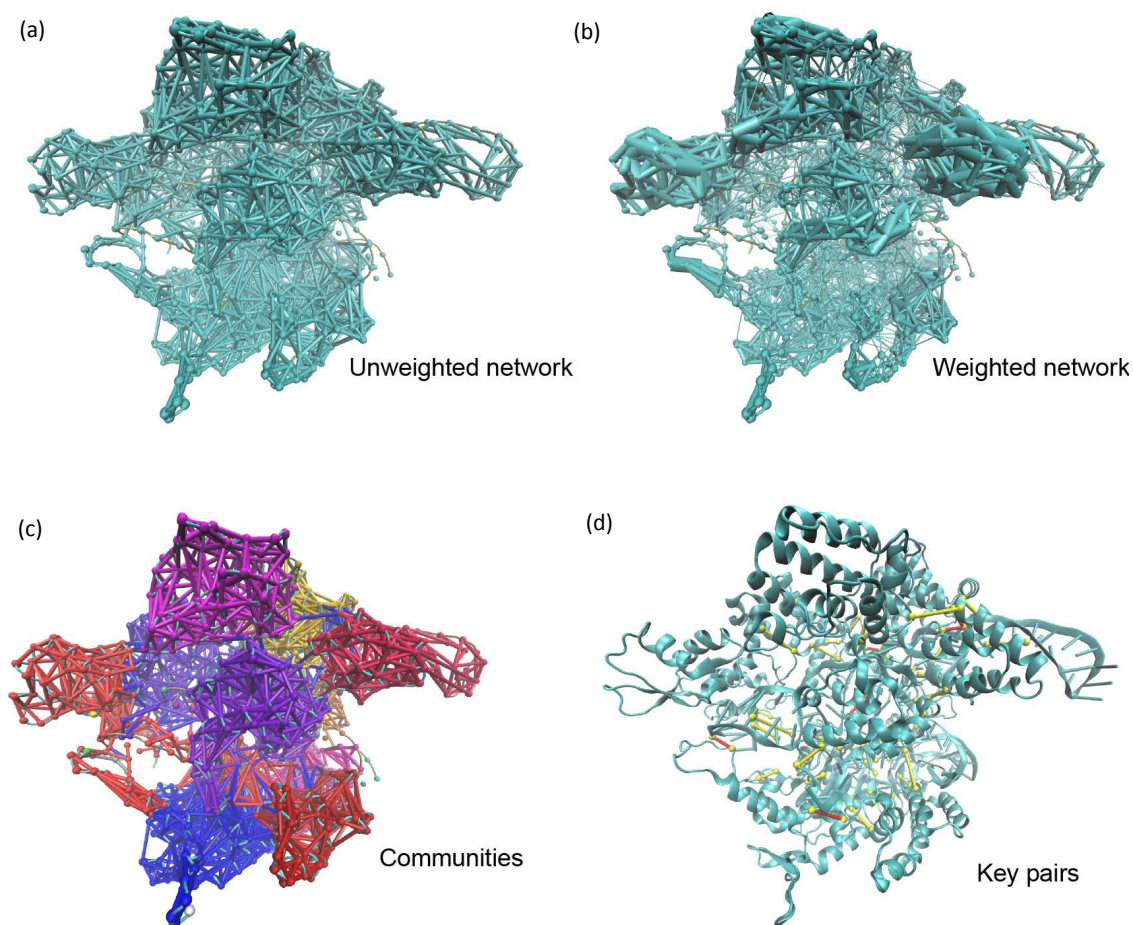 (a)
(b)
Unweighted network
Weighted network
(c)
(d)
Communities
Key pairs